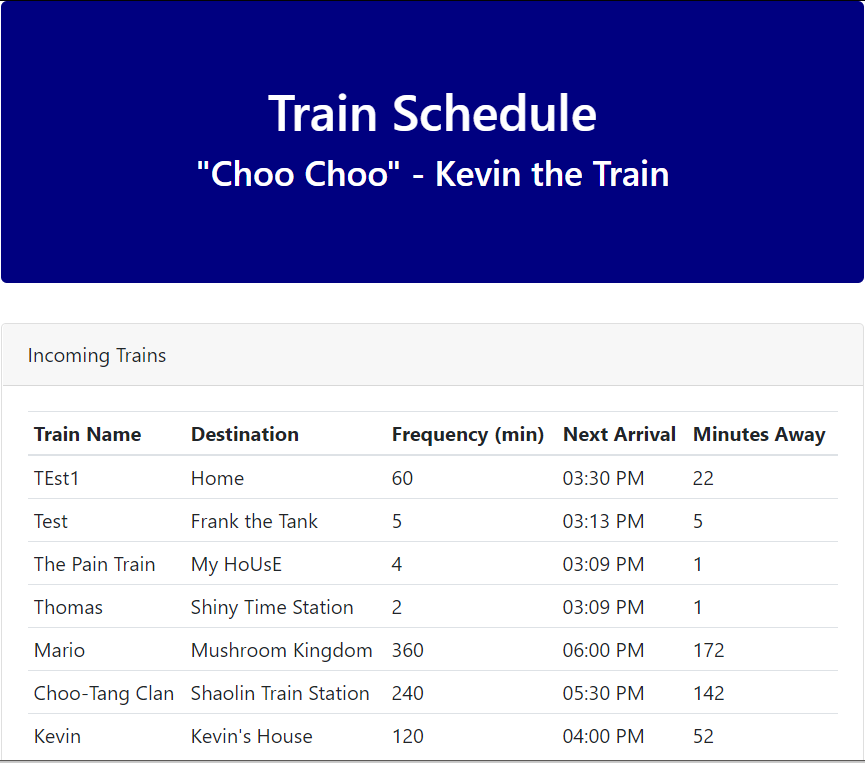 Train Schedule
"Choo Choo" - Kevin the Train
Incoming Trains
Train Name Destination Frequency (min) Next Arrival Minutes Away
TEst1 Home 60 03:30 PM 22
Test Frank the Tank 5 03:13 PM 5
The Pain Train My HoUsE 4 03:09 PM 1
Thomas Shiny Time Station 2 03:09 PM 1
Mario Mushroom Kingdom 360 06:00 PM 172
Choo-Tang Clan Shaolin Train Station 240 05:30 PM 142
Kevin Kevin's House 120 04:00 PM 52